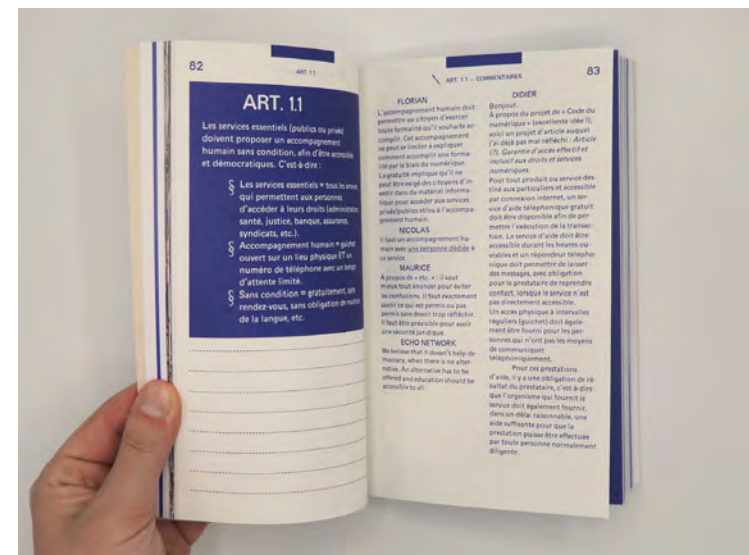 82
ART. 1.1
ART. 1.1
Les services essentiels (publics ou privés)
doivent proposer un accompagnement
humain sans condition, afin d'être accessibles
et démocratiques. C'est-à-dire :
§ Les services essentiels = tous les services
qui permettent aux personnes
d'accéder à leurs droits (administration
santé, justice, banque, assurance,
syndicats, etc.).
§ Accompagnement humain = guichet
ouvert sur un lieu physique ET un
numéro de téléphone avec un temps
d'attente limité.
§ Sans condition = gratuitement, sans
rendez-vous, sans obligation de maîtrise
de la langue, etc.
ART 1.1 – COMMENTAIRES
83
FLORIAN
L'accompagnement humain doit
permettre au citoyen d'exercer
toute formalité qu'il souhaite ac-
complir. Cet accompagnement
ne peut se limiter à expliquer
comment accomplir une forma-
lité par le biais du numérique.
La gratuité implique qu'il ne
peut être exigé des citoyens d'in-
vestir dans du matériel informa-
tique pour accéder aux services
privés/publics et/ou à l'accompa-
gnement humain.
NICOLAS
Il faut un accompagnement hu-
main avec une personne dédiée à
ce service.
MAURICE
À propos de « etc. » : il vaut
mieux tout énoncer pour éviter
les confusions. Il faut exactement
savoir ce qui est permis ou pas
permis sans devoir trop réfléchir.
Il faut être prévisible pour avoir
une sécurité juridique.
ECHO NETWORK
We believe that it doesn't help de-
mocracy, when there is no alter-
native. An alternative has to be
offered and education should be
accessible to all.
DIDIER
Bonjour,
À propos du projet de « Code du
numérique » (excellente idée !),
voici un projet d'article auquel
j'ai déjà pas mal réfléchi : Article
(?). Garantie d'accès effectif et
inclusif aux droits et services
numériques.
Pour tout produit ou service des-
tiné aux particuliers et accessible
par connexion internet, un ser-
vice d'aide téléphonique gratuit
doit être disponible afin de per-
mettre l'exécution de la transac-
tion. Le service d'aide doit être
accessible durant les heures ou-
vrables et un répondeur télépho-
nique doit permettre de laisser
des messages, avec obligation
pour le prestataire de reprendre
contact, lorsque le service n'est
pas directement accessible.
Un accès physique à intervalles
réguliers (guichet) doit égale-
ment être fourni pour les per-
sonnes qui n'ont pas les moyens
de communiquer
téléphoniquement.
Pour ces prestations
d'aide, il y a une obligation de ré-
sultat du prestataire, c'est-à-dire
que l'organisme qui fournit le
service doit également fournir,
dans un délai raisonnable, une
aide suffisante pour que la
prestation puisse être effectuée
par toute personne normalement
diligente.